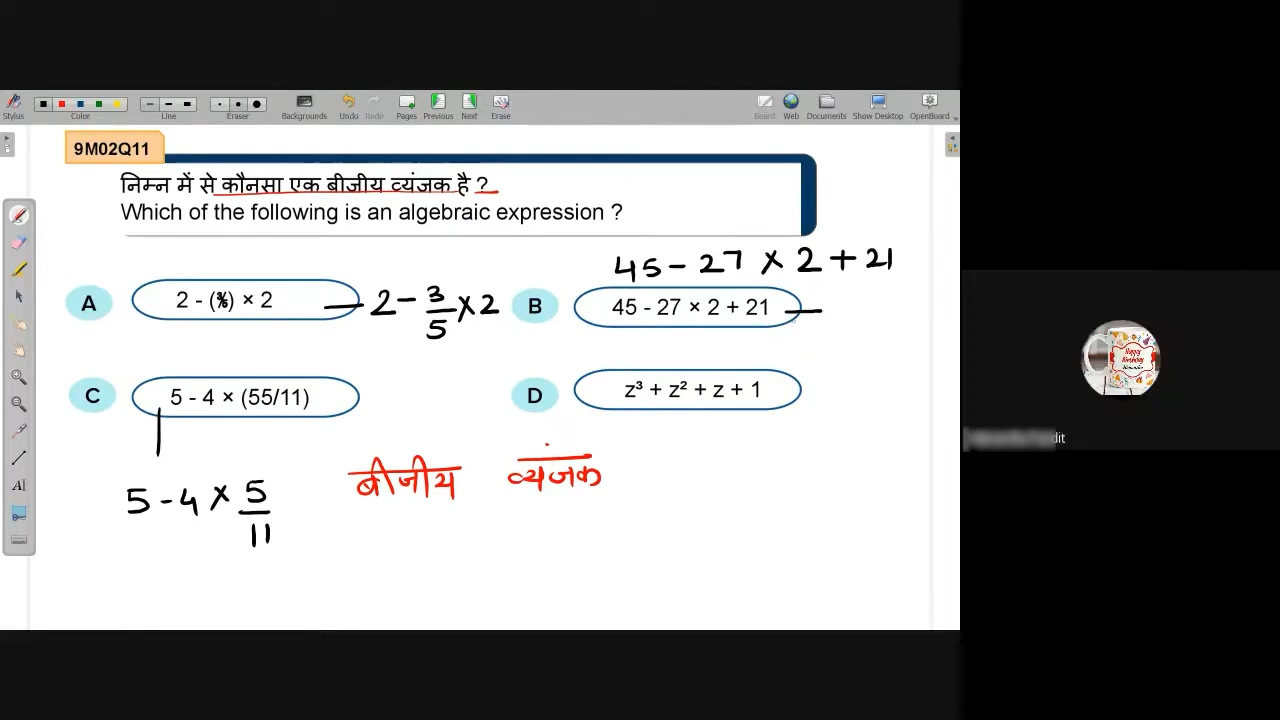 Stylus
Color
Line
Eraser
Backgrounds
Undo
Redo
Pages
Previous
Next
Erase
Board
Web
Documents
Show Desktop
OpenBoard
9M02Q11
निम्न में से कौनसा एक बीजीय व्यंजक है ?
Which of the following is an algebraic expression ?
45 - 27 × 2 + 21
A
2 - (⅗) × 2
2 - 3/5 × 2
B
45 - 27 × 2 + 21
C
5 - 4 × (55/11)
D
z³ + z² + z + 1
बीजीय व्यंजक
5 - 4 × 5/11
Happy
Birthday
dit